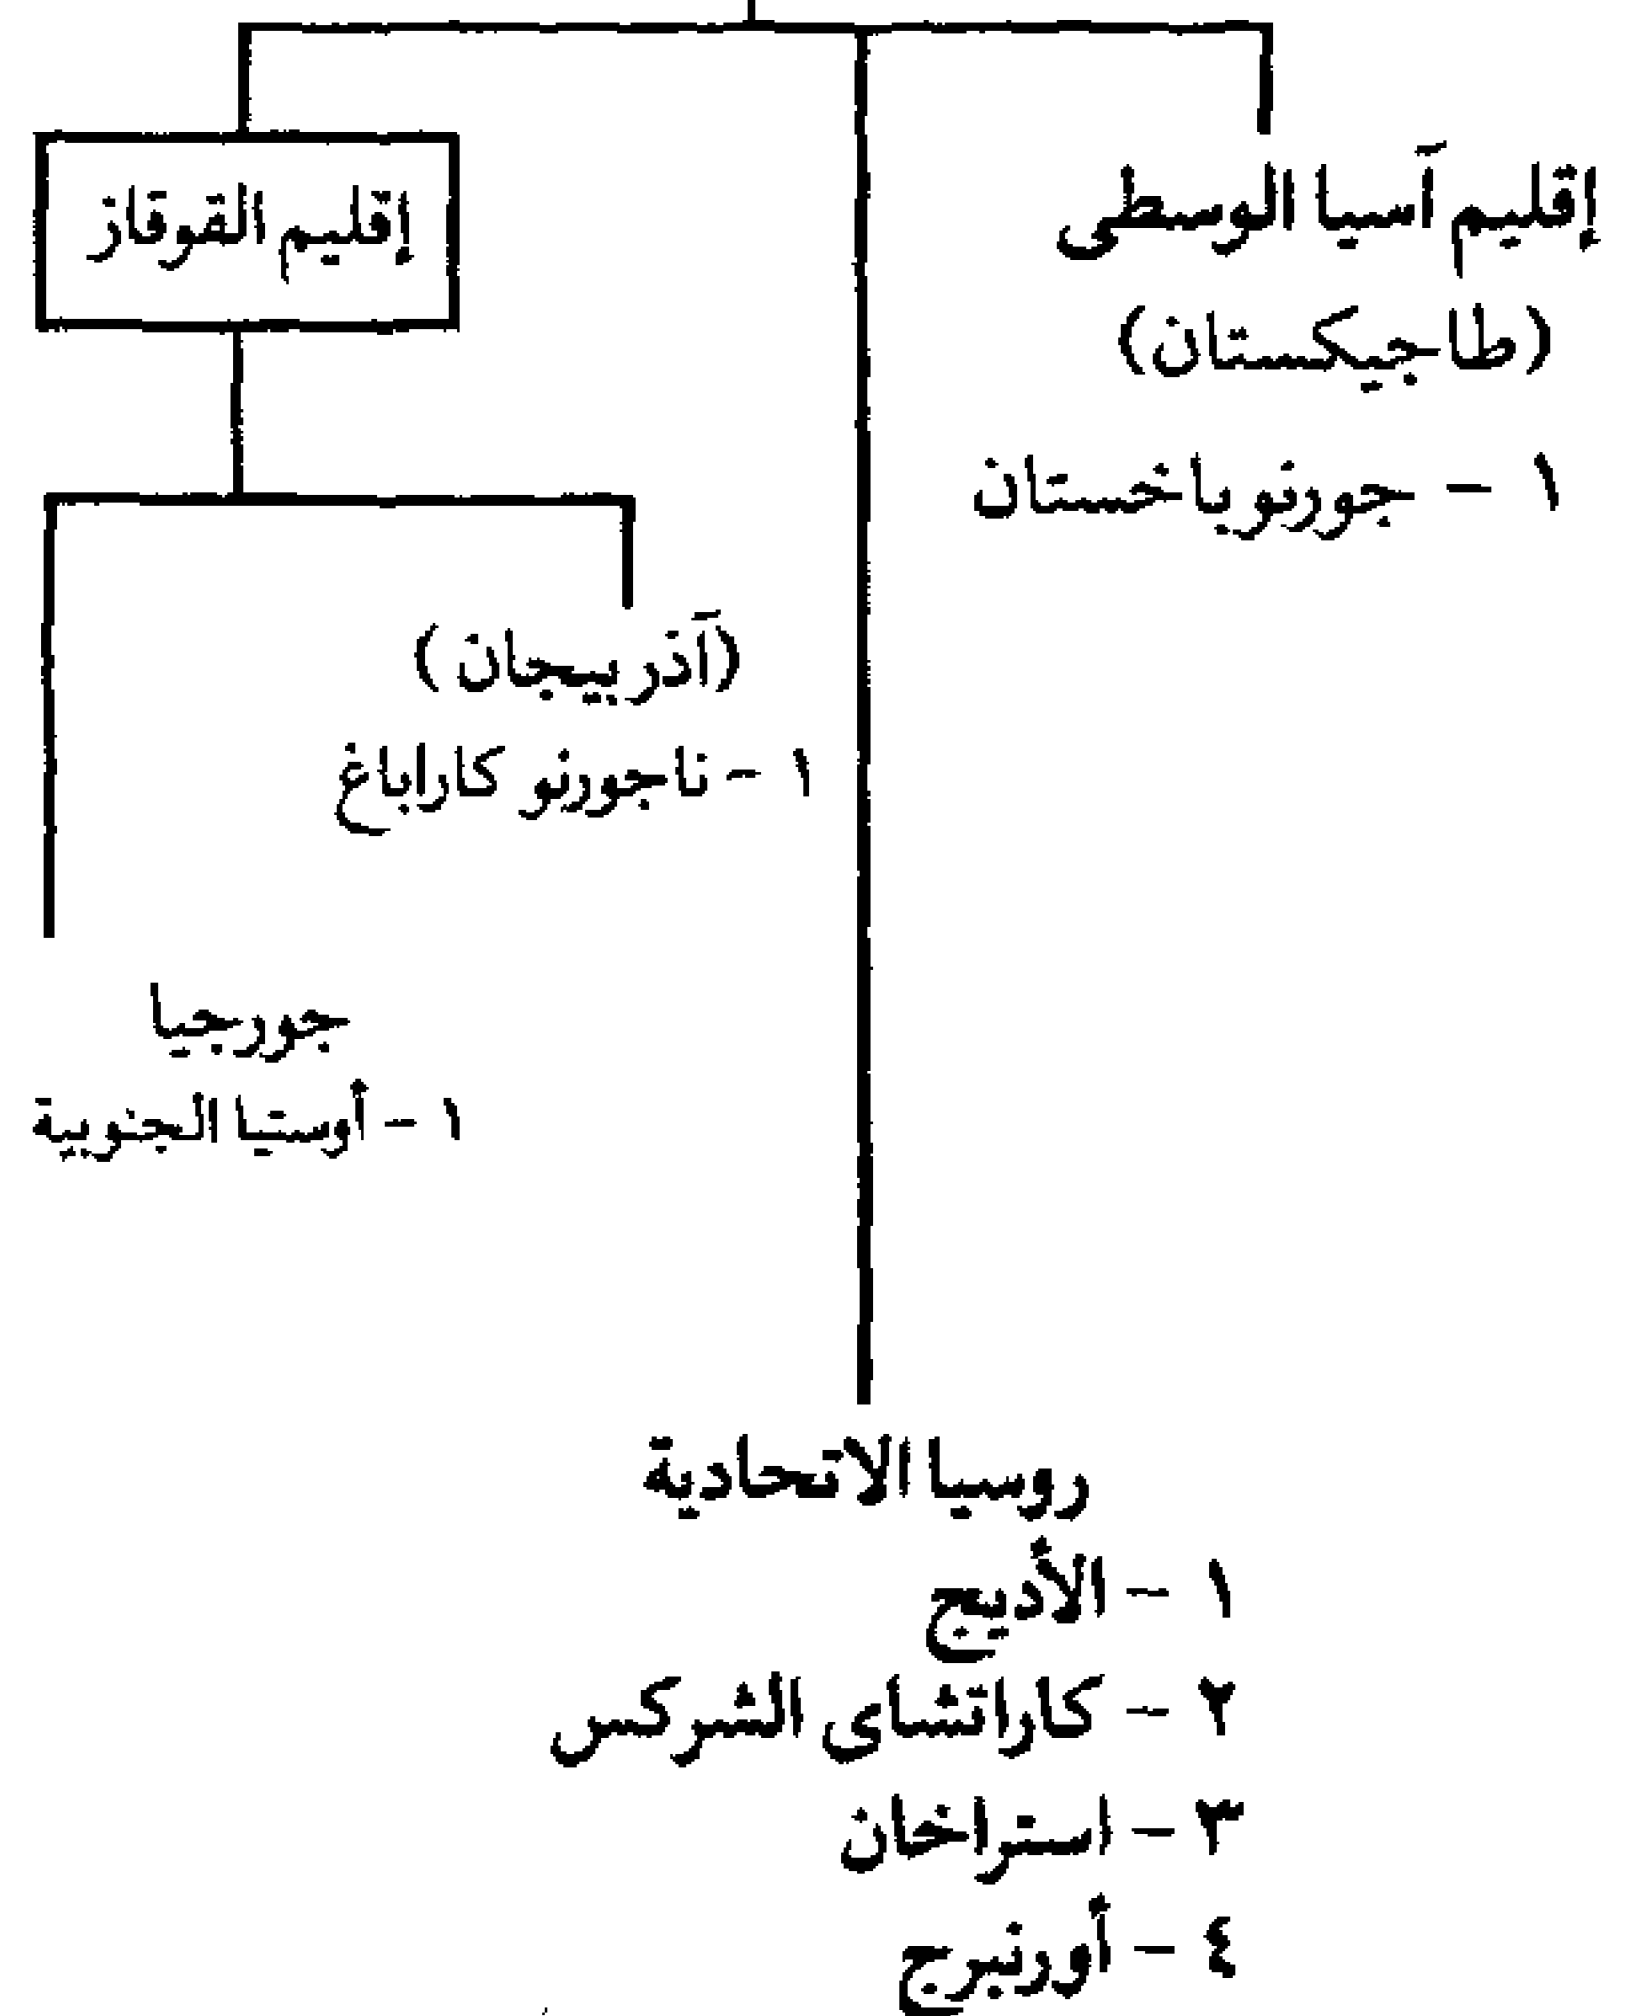 إقليم آسيا الوسطى
(طاجيكستان)
١ - جورنوباخستان
إقليم القوقاز
(آذربيجان)
١ - ناجورنو كاراباغ
جورجيا
١ - أوستيا الجنوبية
روسيا الاتحادية
١ - الأديج
٢ - كاراتشاى الشركس
٣ - استراخان
٤ - أورنبرج